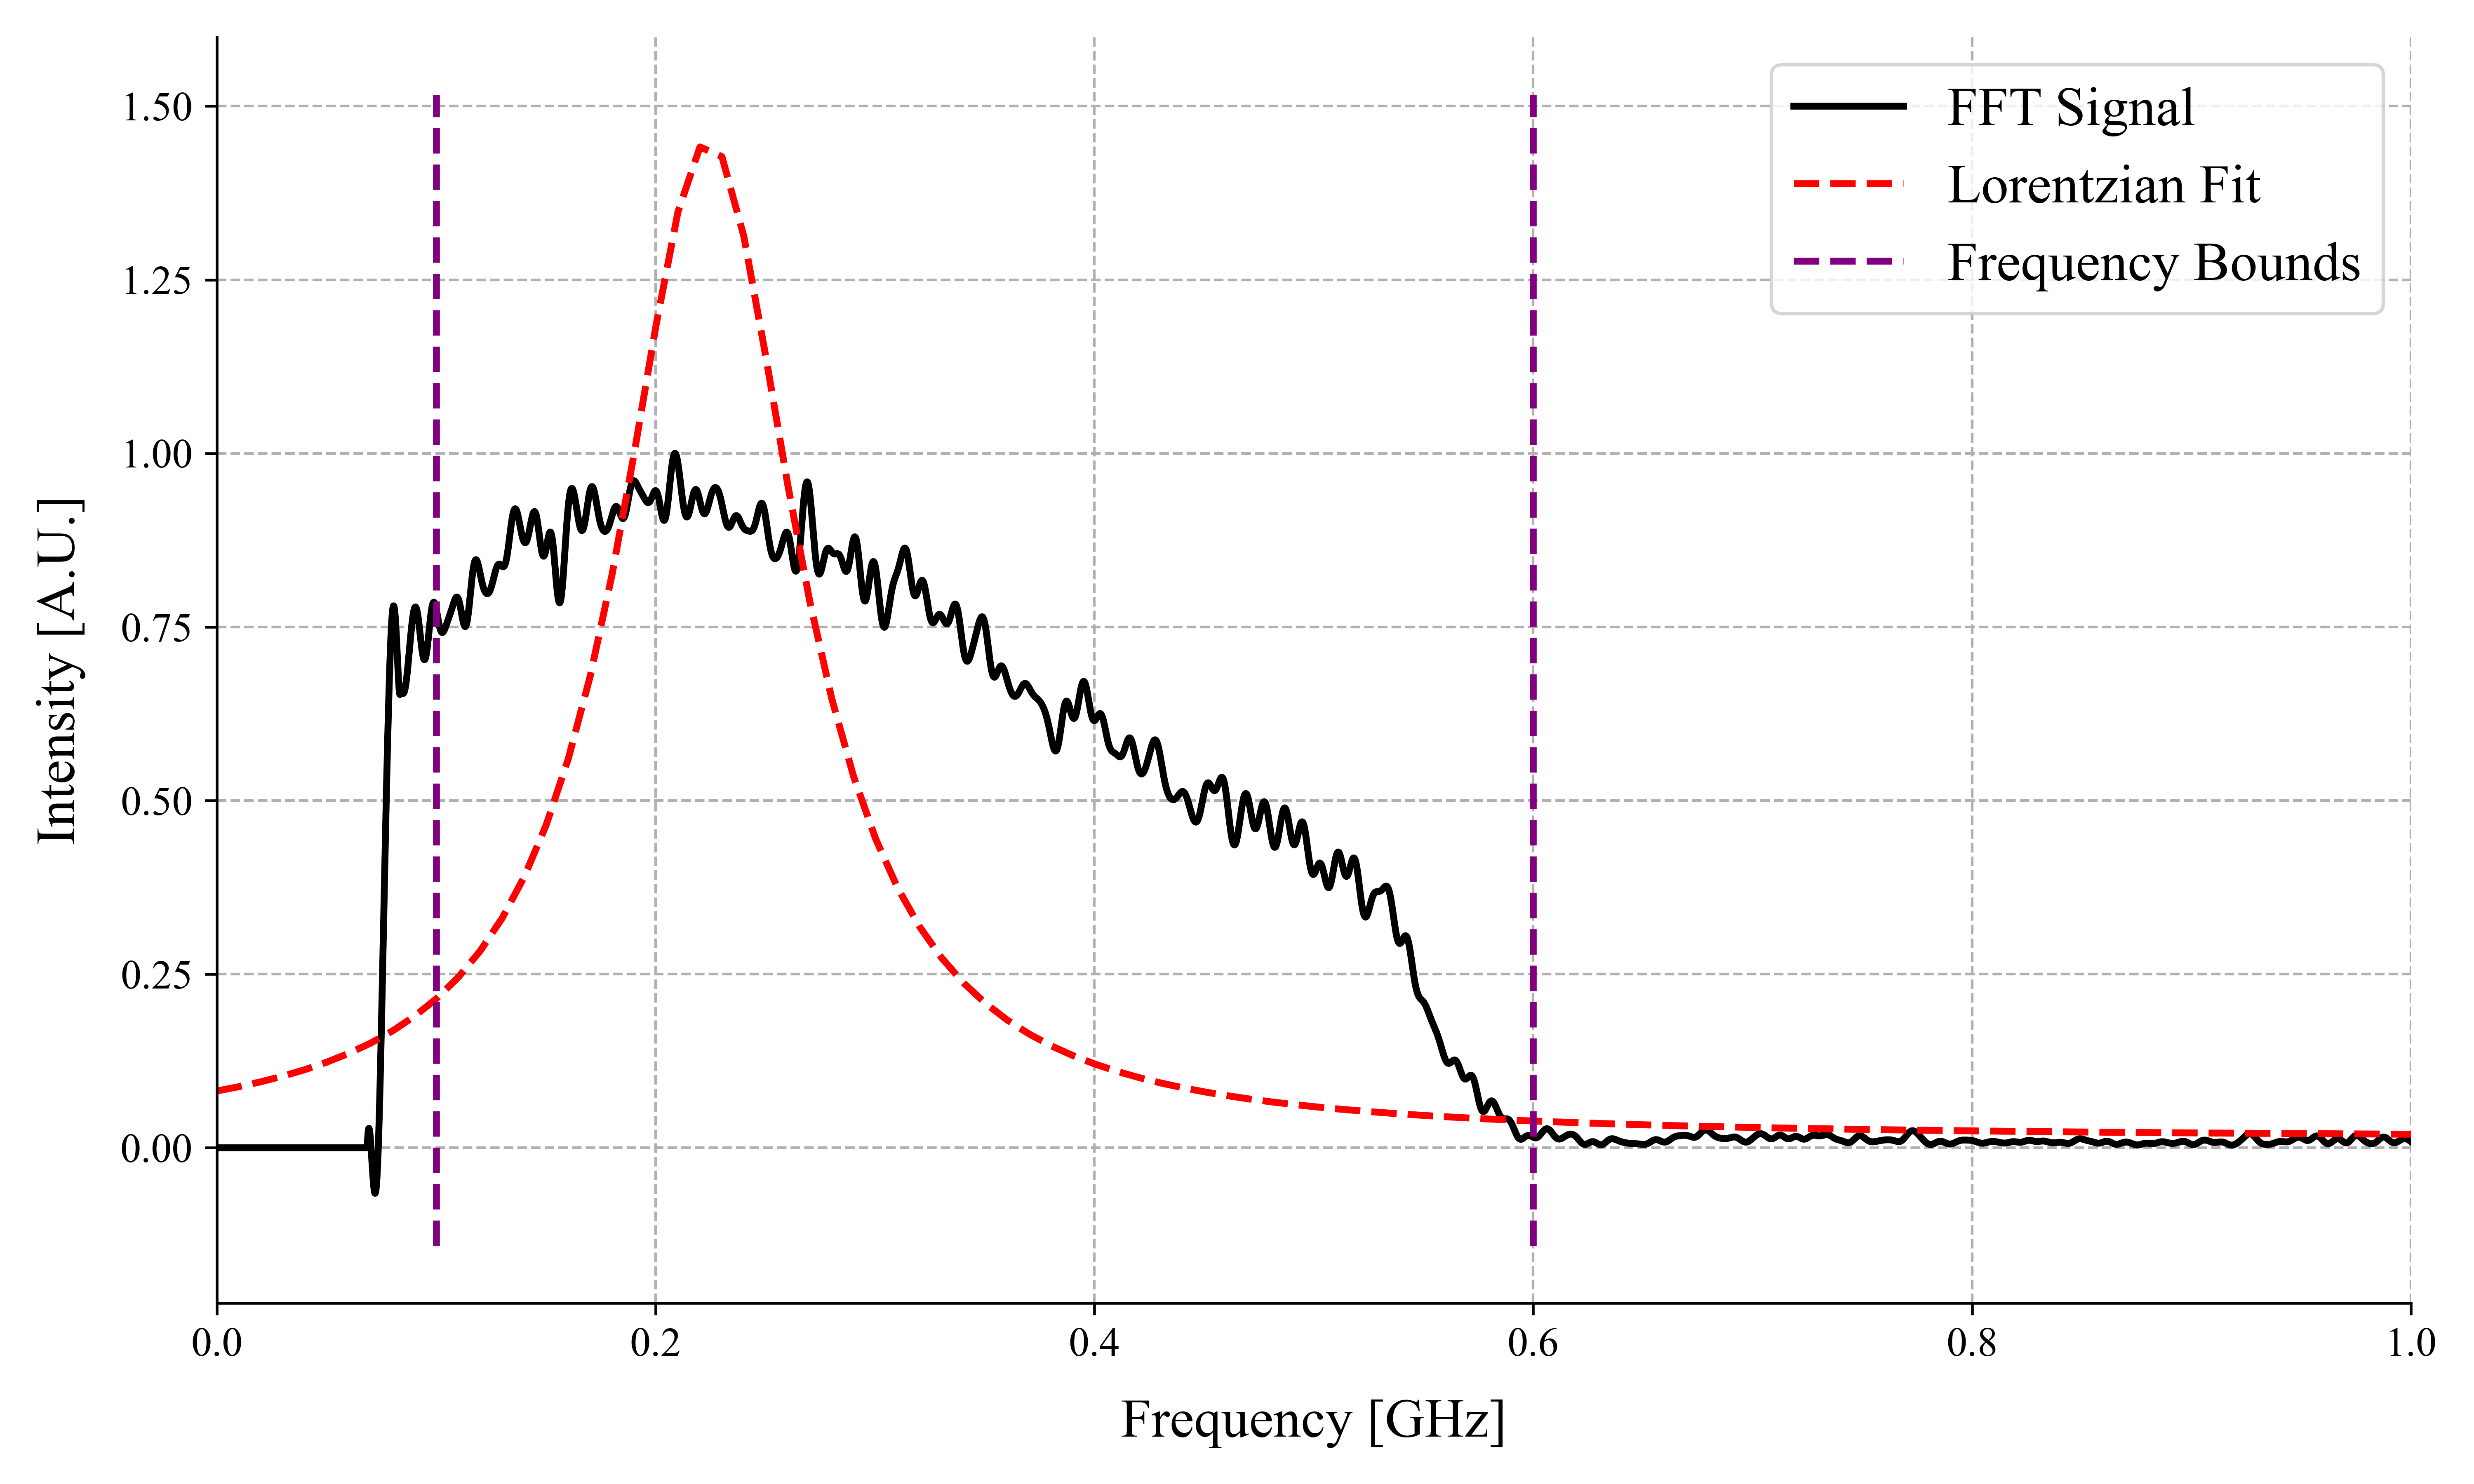 1.50
1.25
1.00
0.75
0.50
0.25
0.00
Intensity [A.U.]
FFT Signal
Lorentzian Fit
Frequency Bounds
0.0 0.2 0.4 0.6 0.8 1.0
Frequency [GHz]